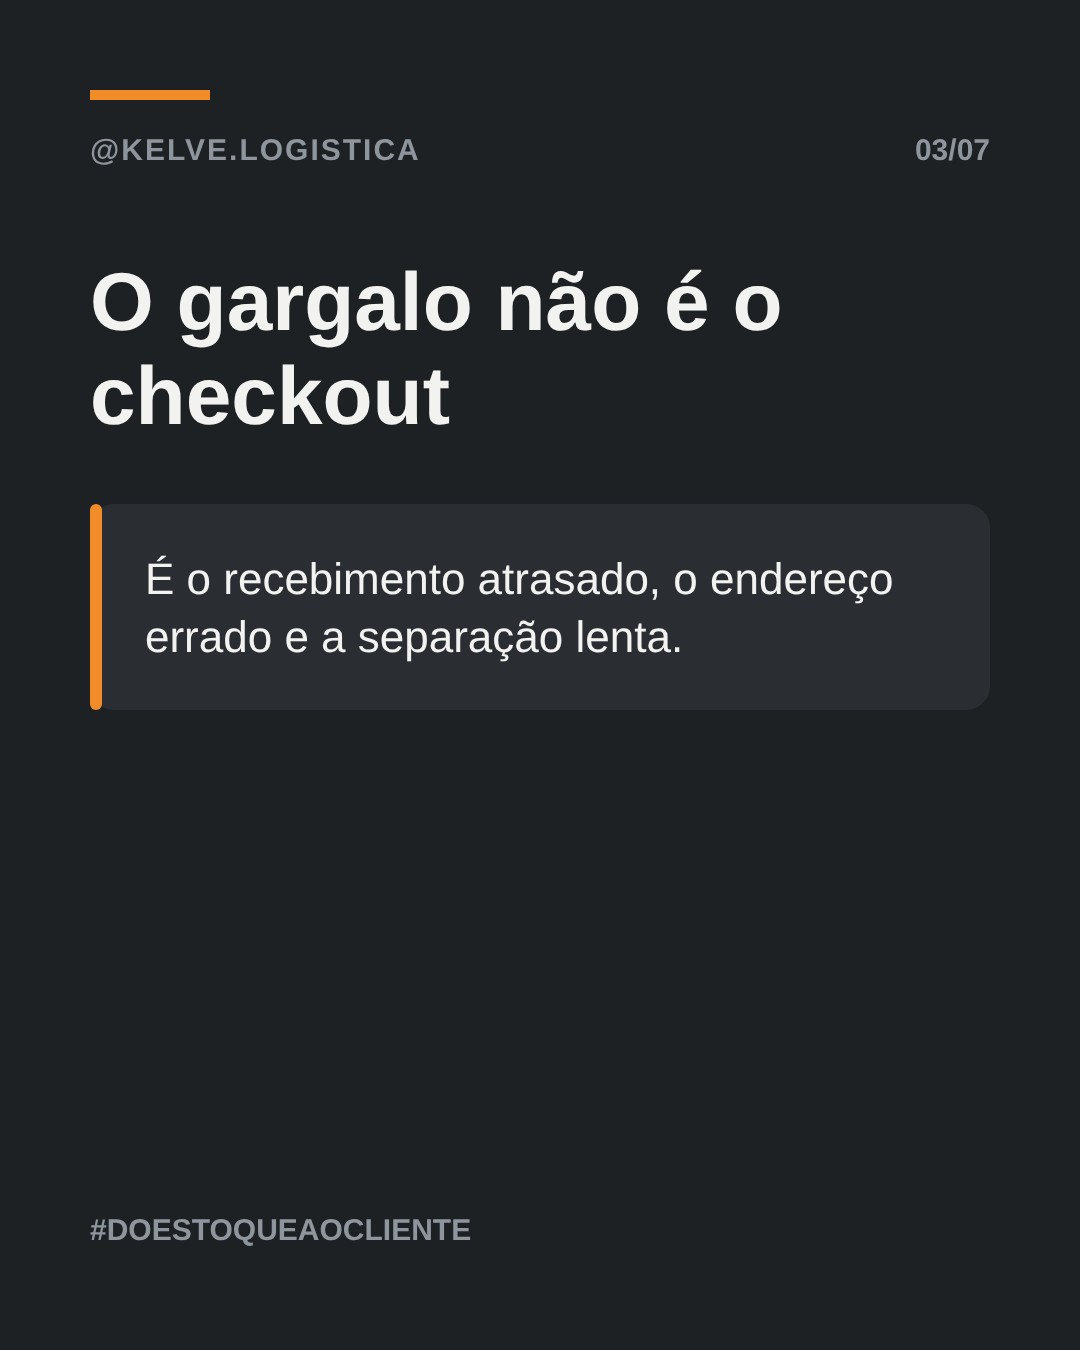 @KELVE.LOGISTICA
03/07
O gargalo não é o
checkout
É o recebimento atrasado, o endereço
errado e a separação lenta.
#DOESTOQUEAOCLIENTE